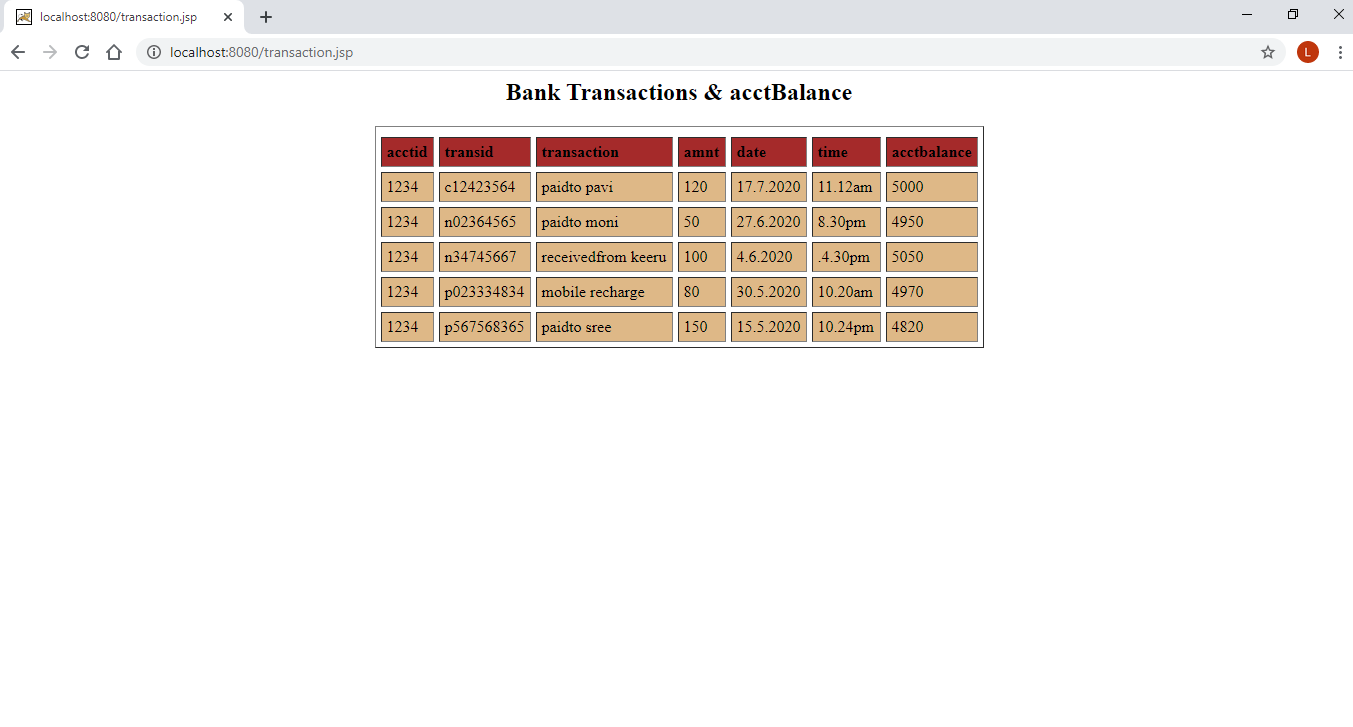 localhost:8080/transaction.jsp
localhost:8080/transaction.jsp
L
Bank Transactions & acctBalance
acctid transid transaction amnt date time acctbalance
1234 c12423564 paidto pavi 120 17.7.2020 11.12am 5000
1234 n02364565 paidto moni 50 27.6.2020 8.30pm 4950
1234 n34745667 receivedfrom keeru 100 4.6.2020 .4.30pm 5050
1234 p023334834 mobile recharge 80 30.5.2020 10.20am 4970
1234 p567568365 paidto sree 150 15.5.2020 10.24pm 4820